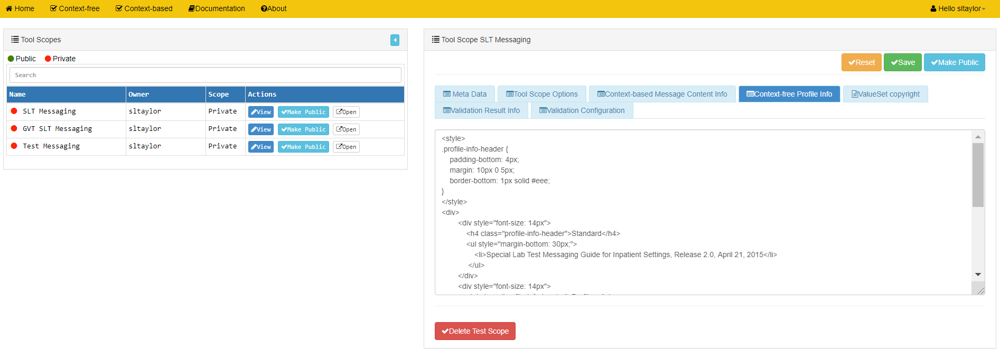 Home Context-free Context-based Documentation About Hello sltaylor
Tool Scopes
Public Private
Search
Name Owner Scope Actions
SLT Messaging sltaylor Private View Make Public Open
GVT SLT Messaging sltaylor Private View Make Public Open
Test Messaging sltaylor Private View Make Public Open
Tool Scope SLT Messaging
Reset Save Make Public
Meta Data Tool Scope Options Context-based Message Content Info Context-free Profile Info ValueSet copyright
Validation Result Info Validation Configuration
<style>
.profile-info-header {
padding-bottom: 4px;
margin: 10px 0 5px;
border-bottom: 1px solid #eee;
}
</style>
<div>
<div style="font-size: 14px">
<h4 class="profile-info-header">Standard</h4>
<ul style="margin-bottom: 30px;">
<li>Special Lab Test Messaging Guide for Inpatient Settings, Release 2.0, April 21, 2015</li>
</ul>
</div>
<div style="font-size: 14px">
Delete Test Scope